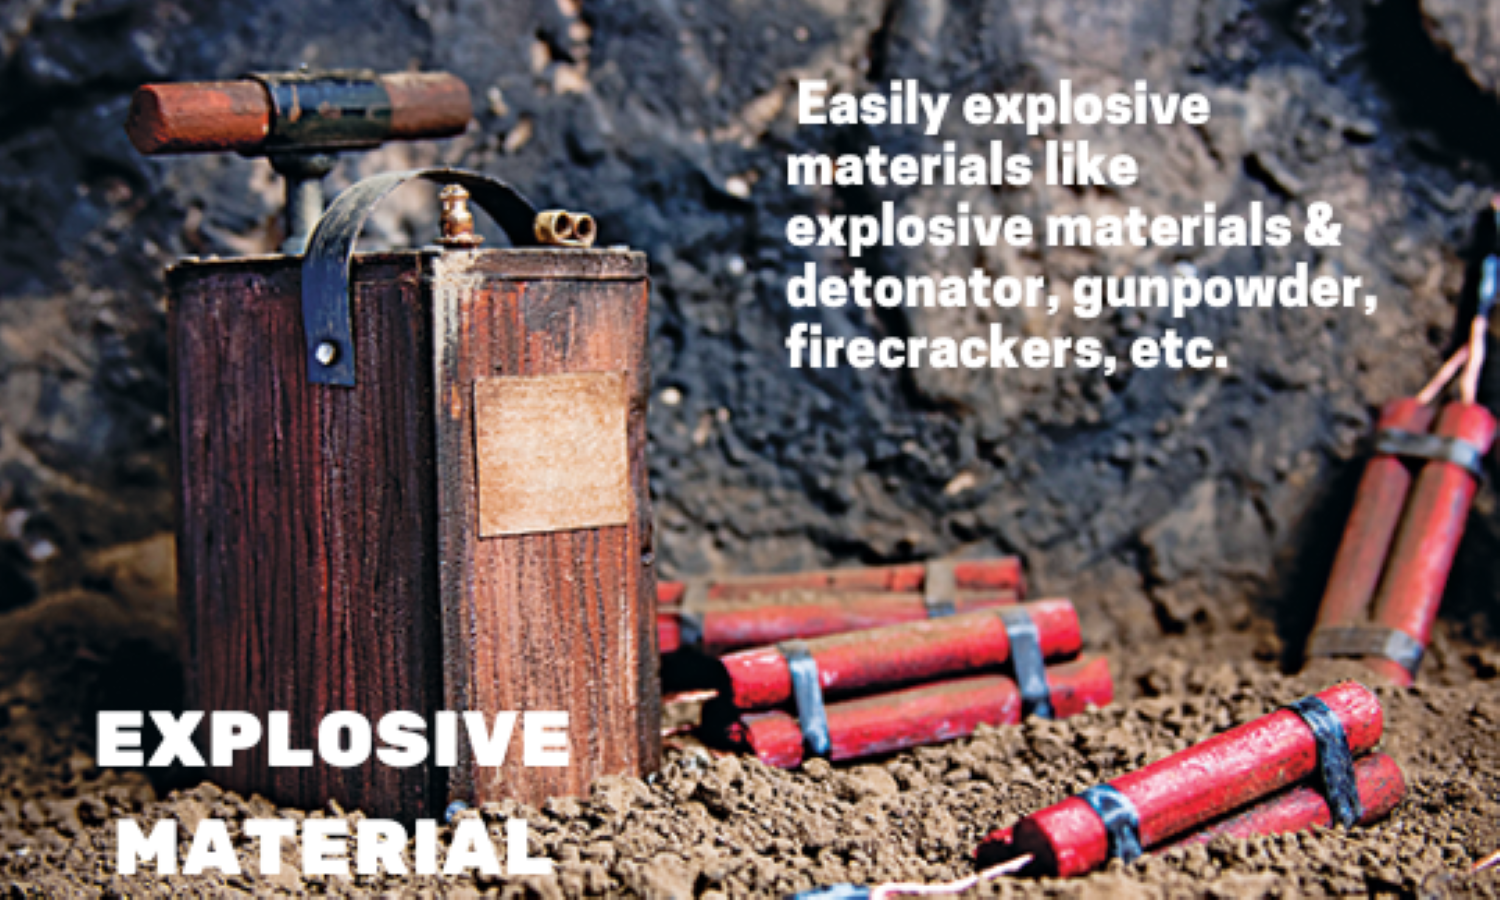 Easily explosive
materials like
explosive materials &
detonator, gunpowder,
firecrackers, etc.
EXPLOSIVE
MATERIAL